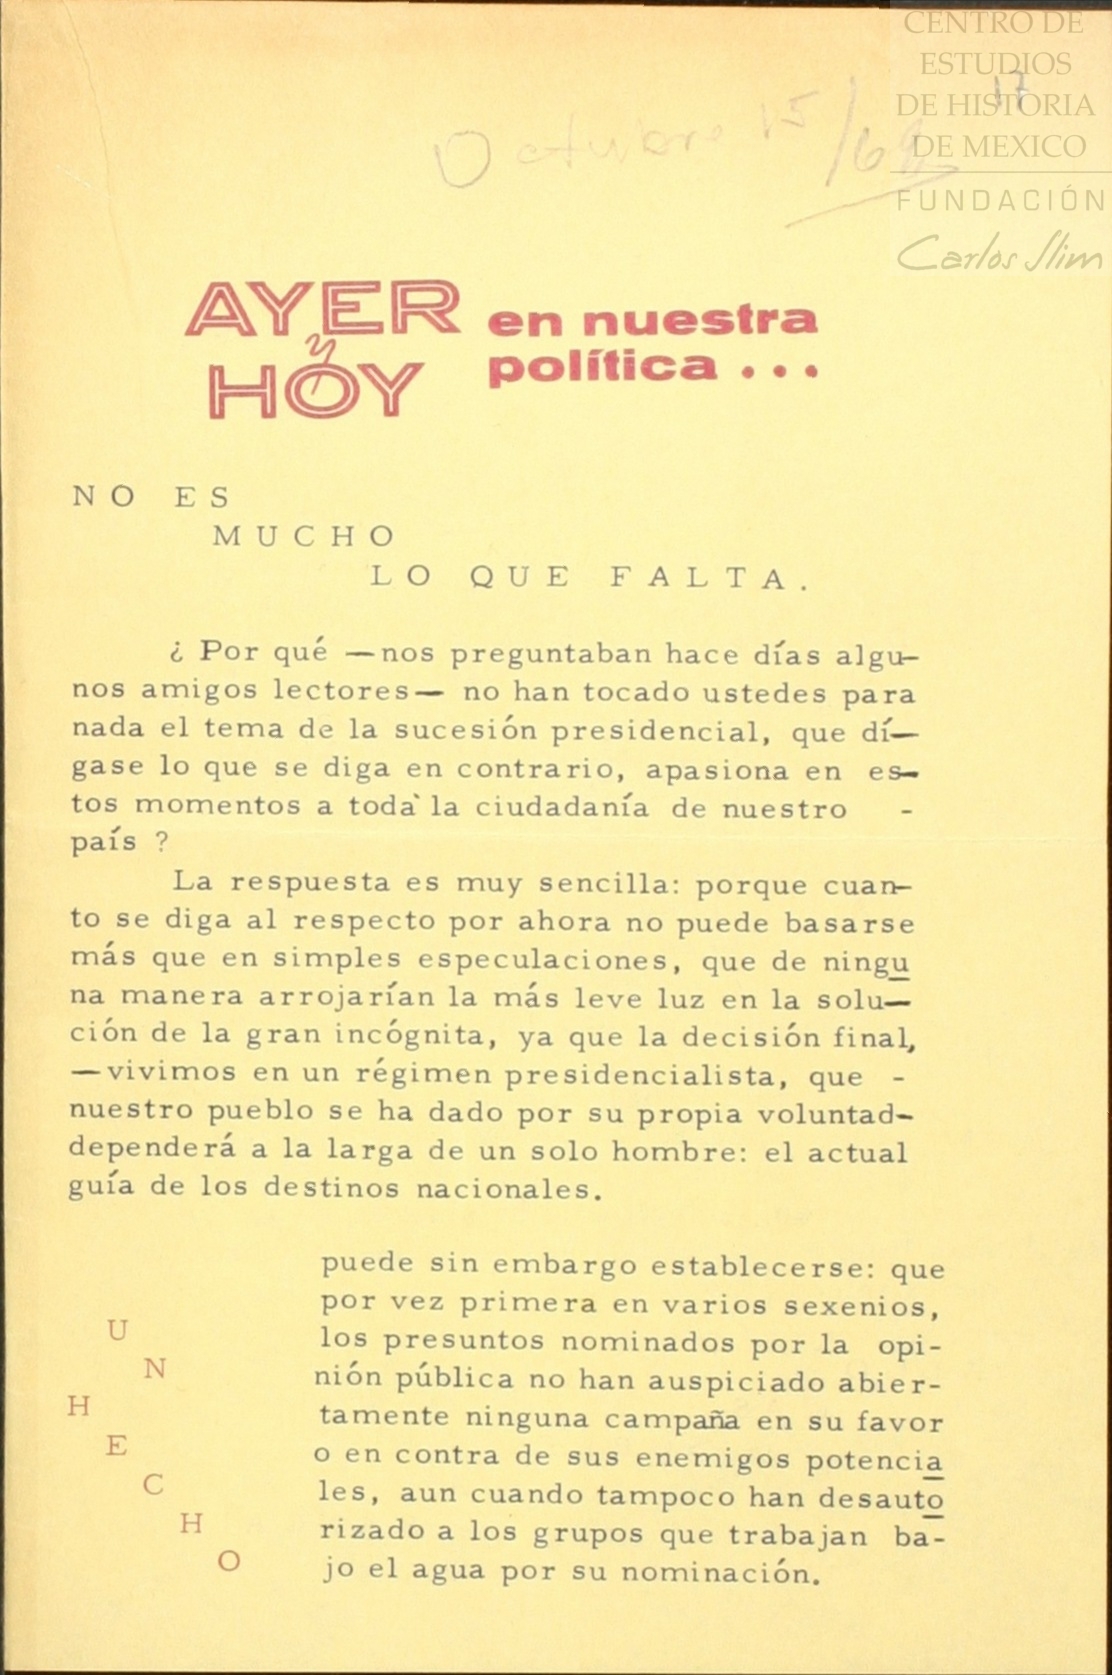 CENTRO DE
ESTUDIOS
DE HISTORIA
DE MEXICO
FUNDACIÓN
Carlos Slim
17
Octubre 15/69
AYER y HOY en nuestra política . . .
NO ES
MUCHO
LO QUE FALTA.
¿ Por qué —nos preguntaban hace días algu-
nos amigos lectores— no han tocado ustedes para
nada el tema de la sucesión presidencial, que dí—
gase lo que se diga en contrario, apasiona en es-
tos momentos a toda la ciudadanía de nuestro -
país ?
La respuesta es muy sencilla: porque cuan-
to se diga al respecto por ahora no puede basarse
más que en simples especulaciones, que de ningu
na manera arrojarían la más leve luz en la solu—
ción de la gran incógnita, ya que la decisión final,
—vivimos en un régimen presidencialista, que -
nuestro pueblo se ha dado por su propia voluntad-
dependerá a la larga de un solo hombre: el actual
guía de los destinos nacionales.
UN HECHO
puede sin embargo establecerse: que
por vez primera en varios sexenios,
los presuntos nominados por la opi-
nión pública no han auspiciado abier-
tamente ninguna campaña en su favor
o en contra de sus enemigos potencia
les, aun cuando tampoco han desauto
rizado a los grupos que trabajan ba-
jo el agua por su nominación.